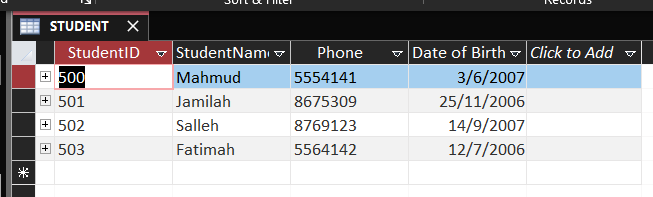 Sort & Filter Records
STUDENT
StudentID StudentName Phone Date of Birth Click to Add
500 Mahmud 5554141 3/6/2007
501 Jamilah 8675309 25/11/2006
502 Salleh 8769123 14/9/2007
503 Fatimah 5564142 12/7/2006